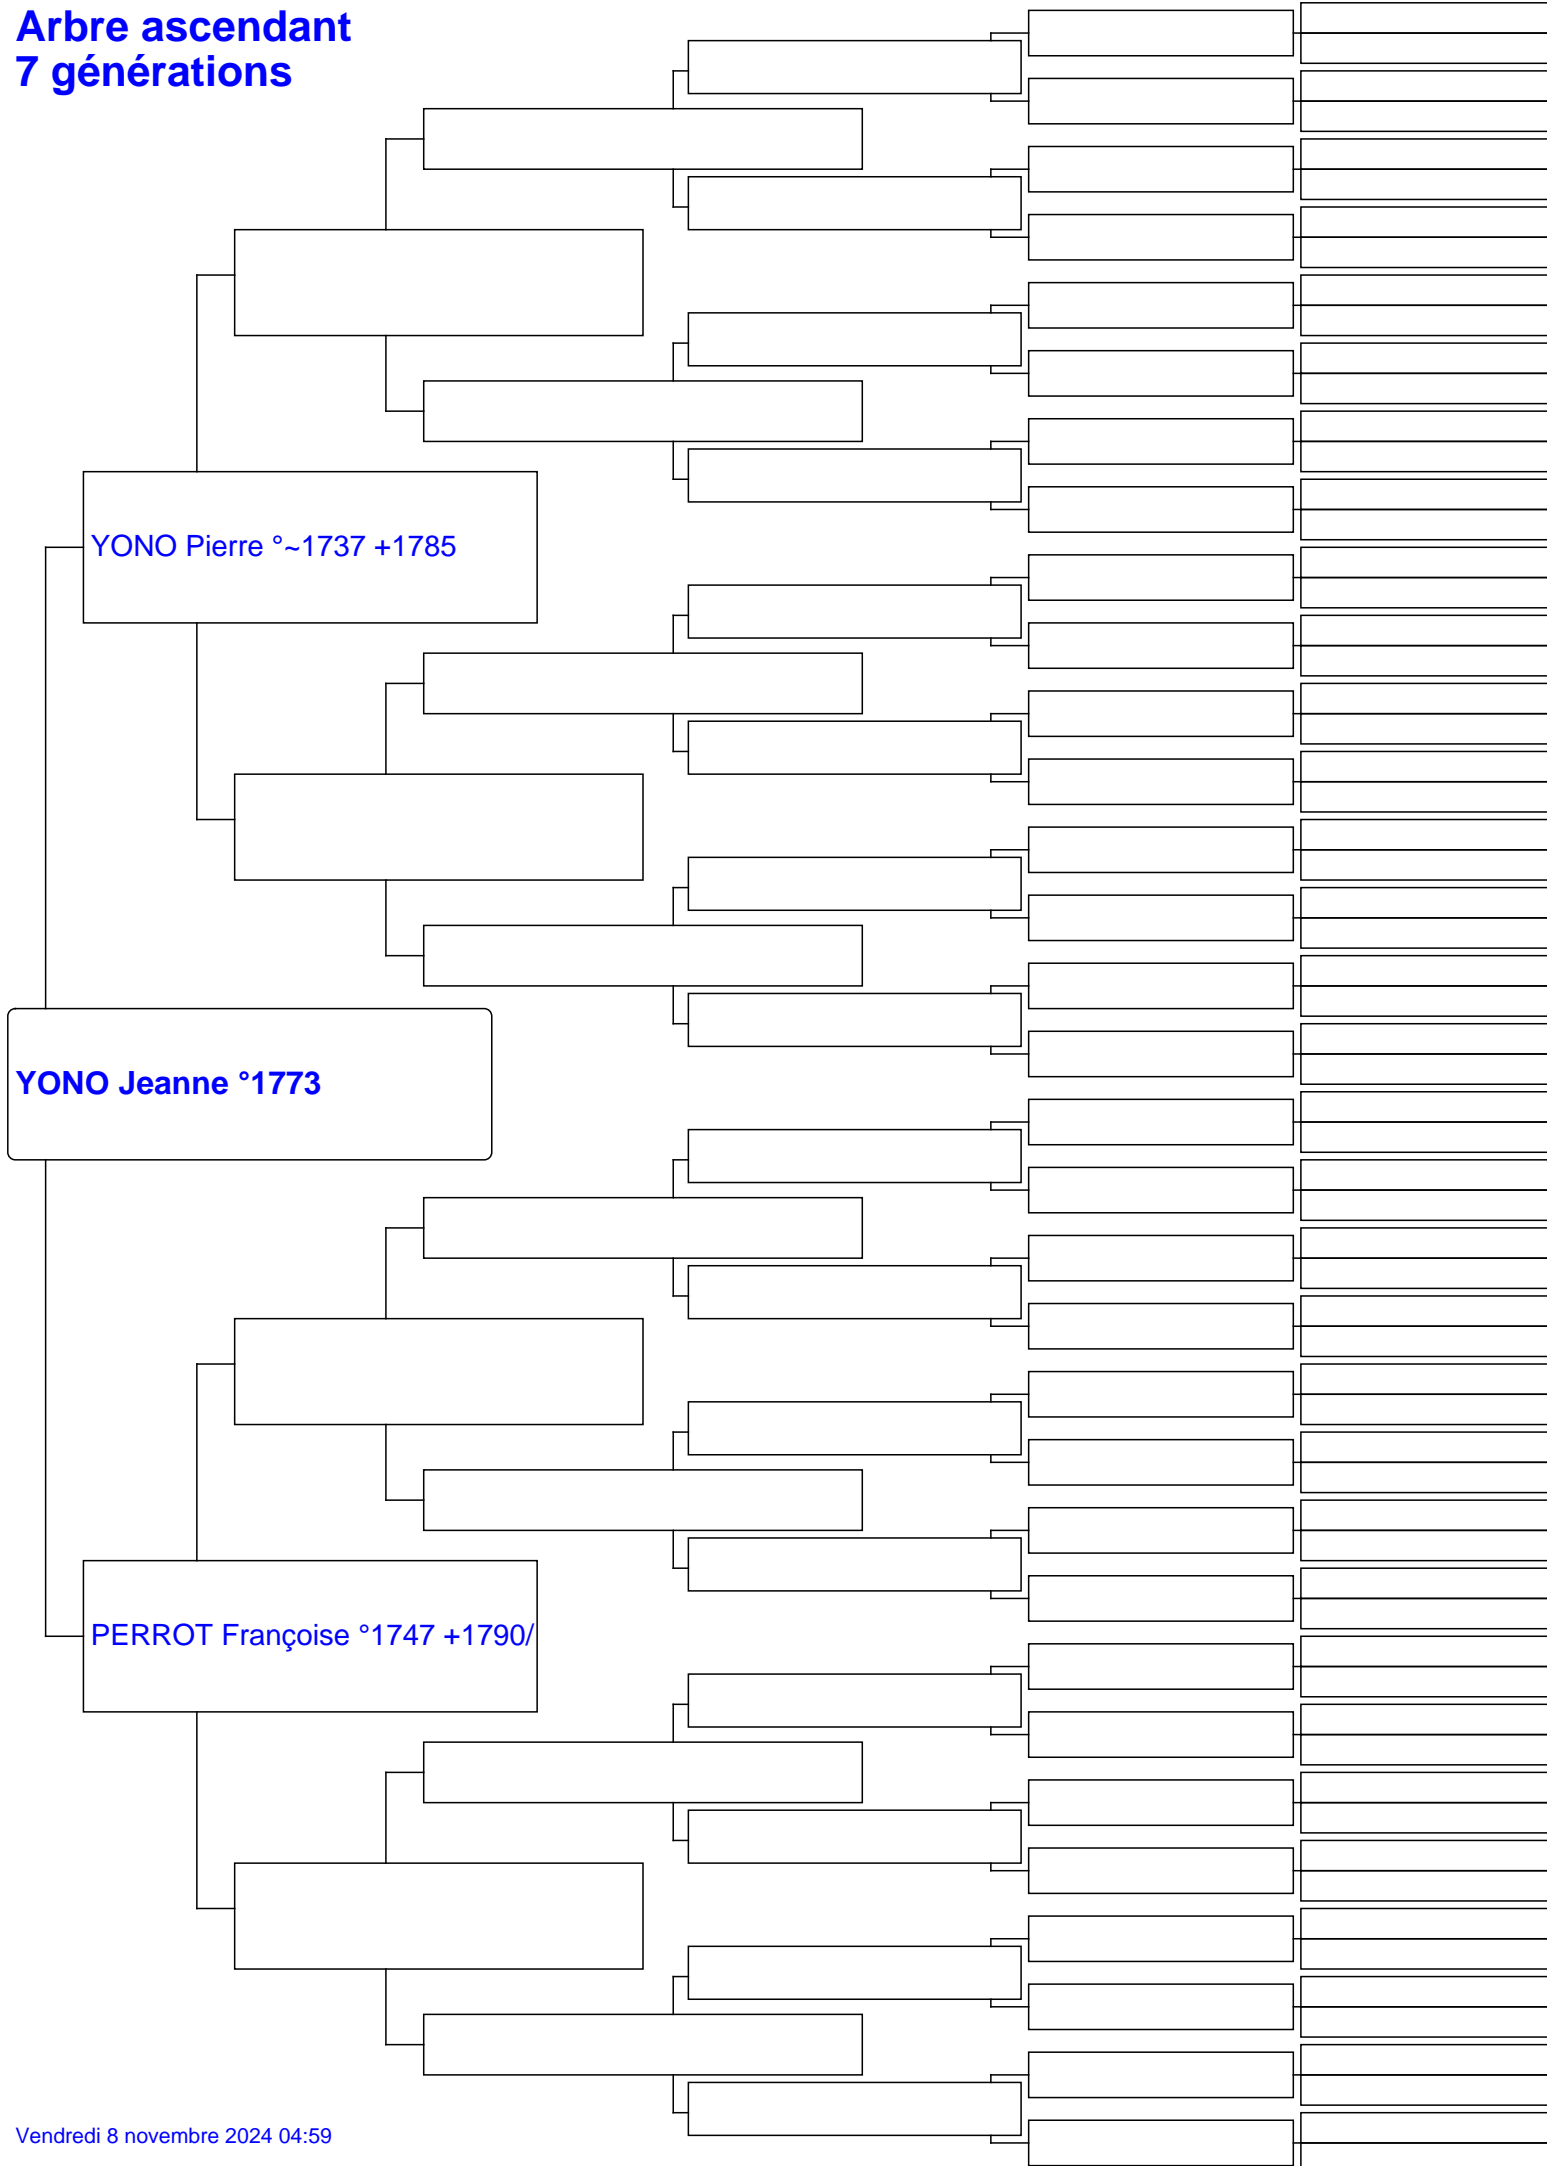 Arbre ascendant
7 générations
YONO Pierre °~1737 +1785
YONO Jeanne °1773
PERROT Françoise °1747 +1790/
Vendredi 8 novembre 2024 04:59